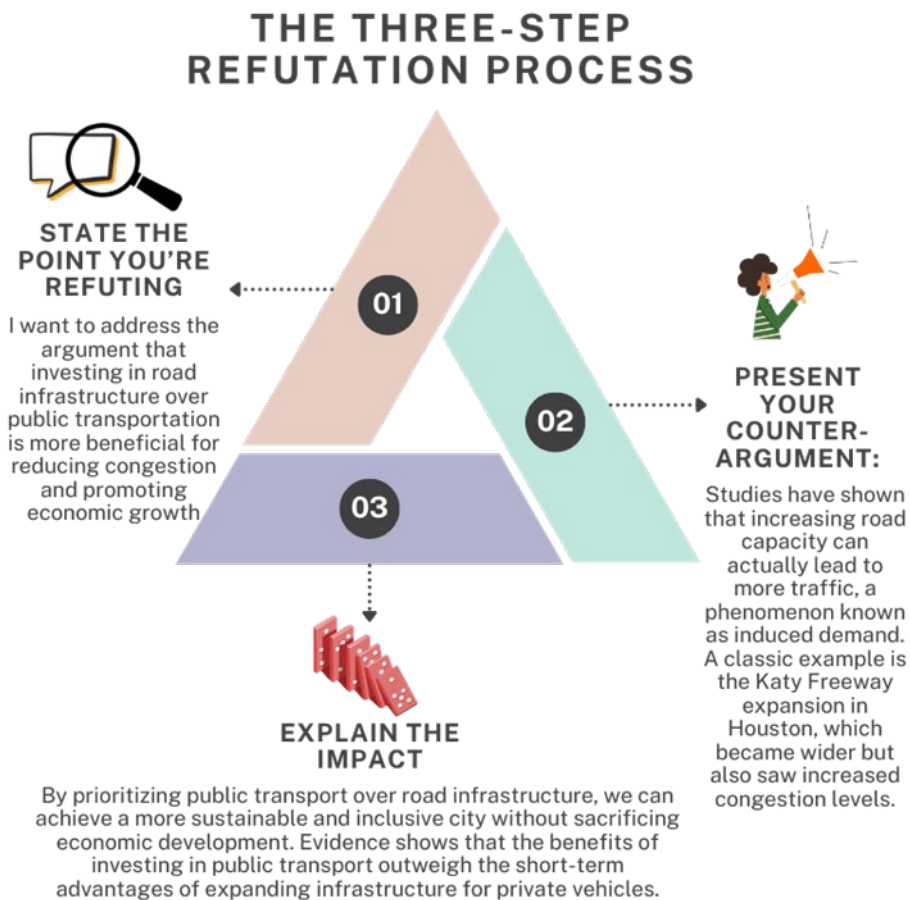 THE THREE-STEP
REFUTATION PROCESS
STATE THE
POINT YOU'RE
REFUTING
I want to address the
argument that
investing in road
infrastructure over
public transportation
is more beneficial for
reducing congestion
and promoting
economic growth
01
02
PRESENT
YOUR
COUNTER-
ARGUMENT:
Studies have shown
that increasing road
capacity can
actually lead to
more traffic, a
phenomenon known
as induced demand.
A classic example is
the Katy Freeway
expansion in
Houston, which
became wider but
also saw increased
congestion levels.
03
EXPLAIN THE
IMPACT
By prioritizing public transport over road infrastructure, we can
achieve a more sustainable and inclusive city without sacrificing
economic development. Evidence shows that the benefits of
investing in public transport outweigh the short-term
advantages of expanding infrastructure for private vehicles.